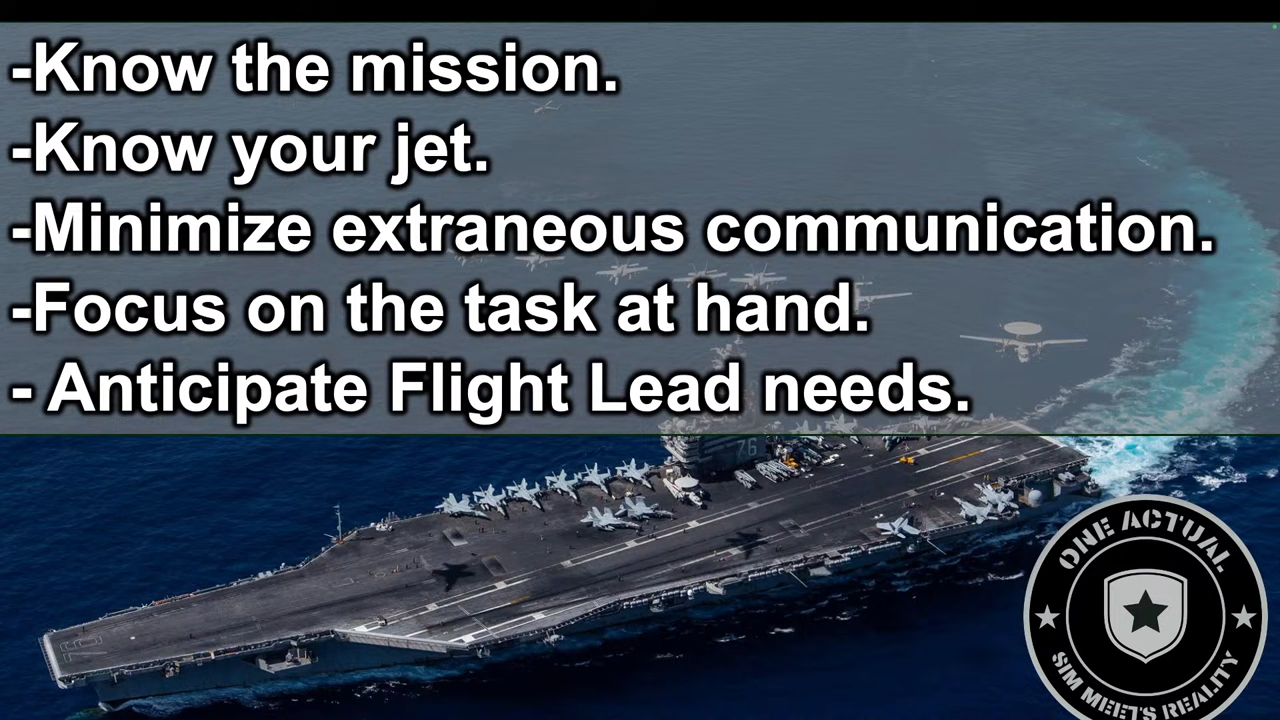 -Know the mission.
-Know your jet.
-Minimize extraneous communication.
-Focus on the task at hand.
- Anticipate Flight Lead needs.
76
76
ONE ACTUAL
SIM MEETS REALITY